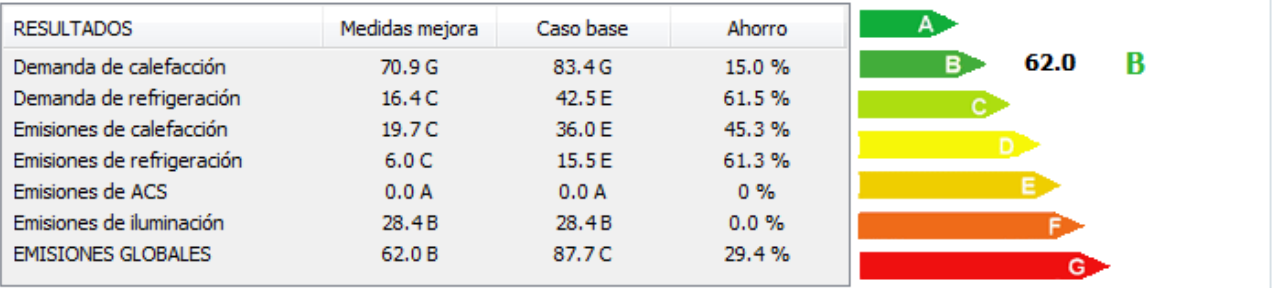 RESULTADOS Medidas mejora Caso base Ahorro
Demanda de calefacción 70.9 G 83.4 G 15.0 %
Demanda de refrigeración 16.4 C 42.5 E 61.5 %
Emisiones de calefacción 19.7 C 36.0 E 45.3 %
Emisiones de refrigeración 6.0 C 15.5 E 61.3 %
Emisiones de ACS 0.0 A 0.0 A 0 %
Emisiones de iluminación 28.4 B 28.4 B 0.0 %
EMISIONES GLOBALES 62.0 B 87.7 C 29.4 %
A
B 62.0 B
C
D
E
F
G